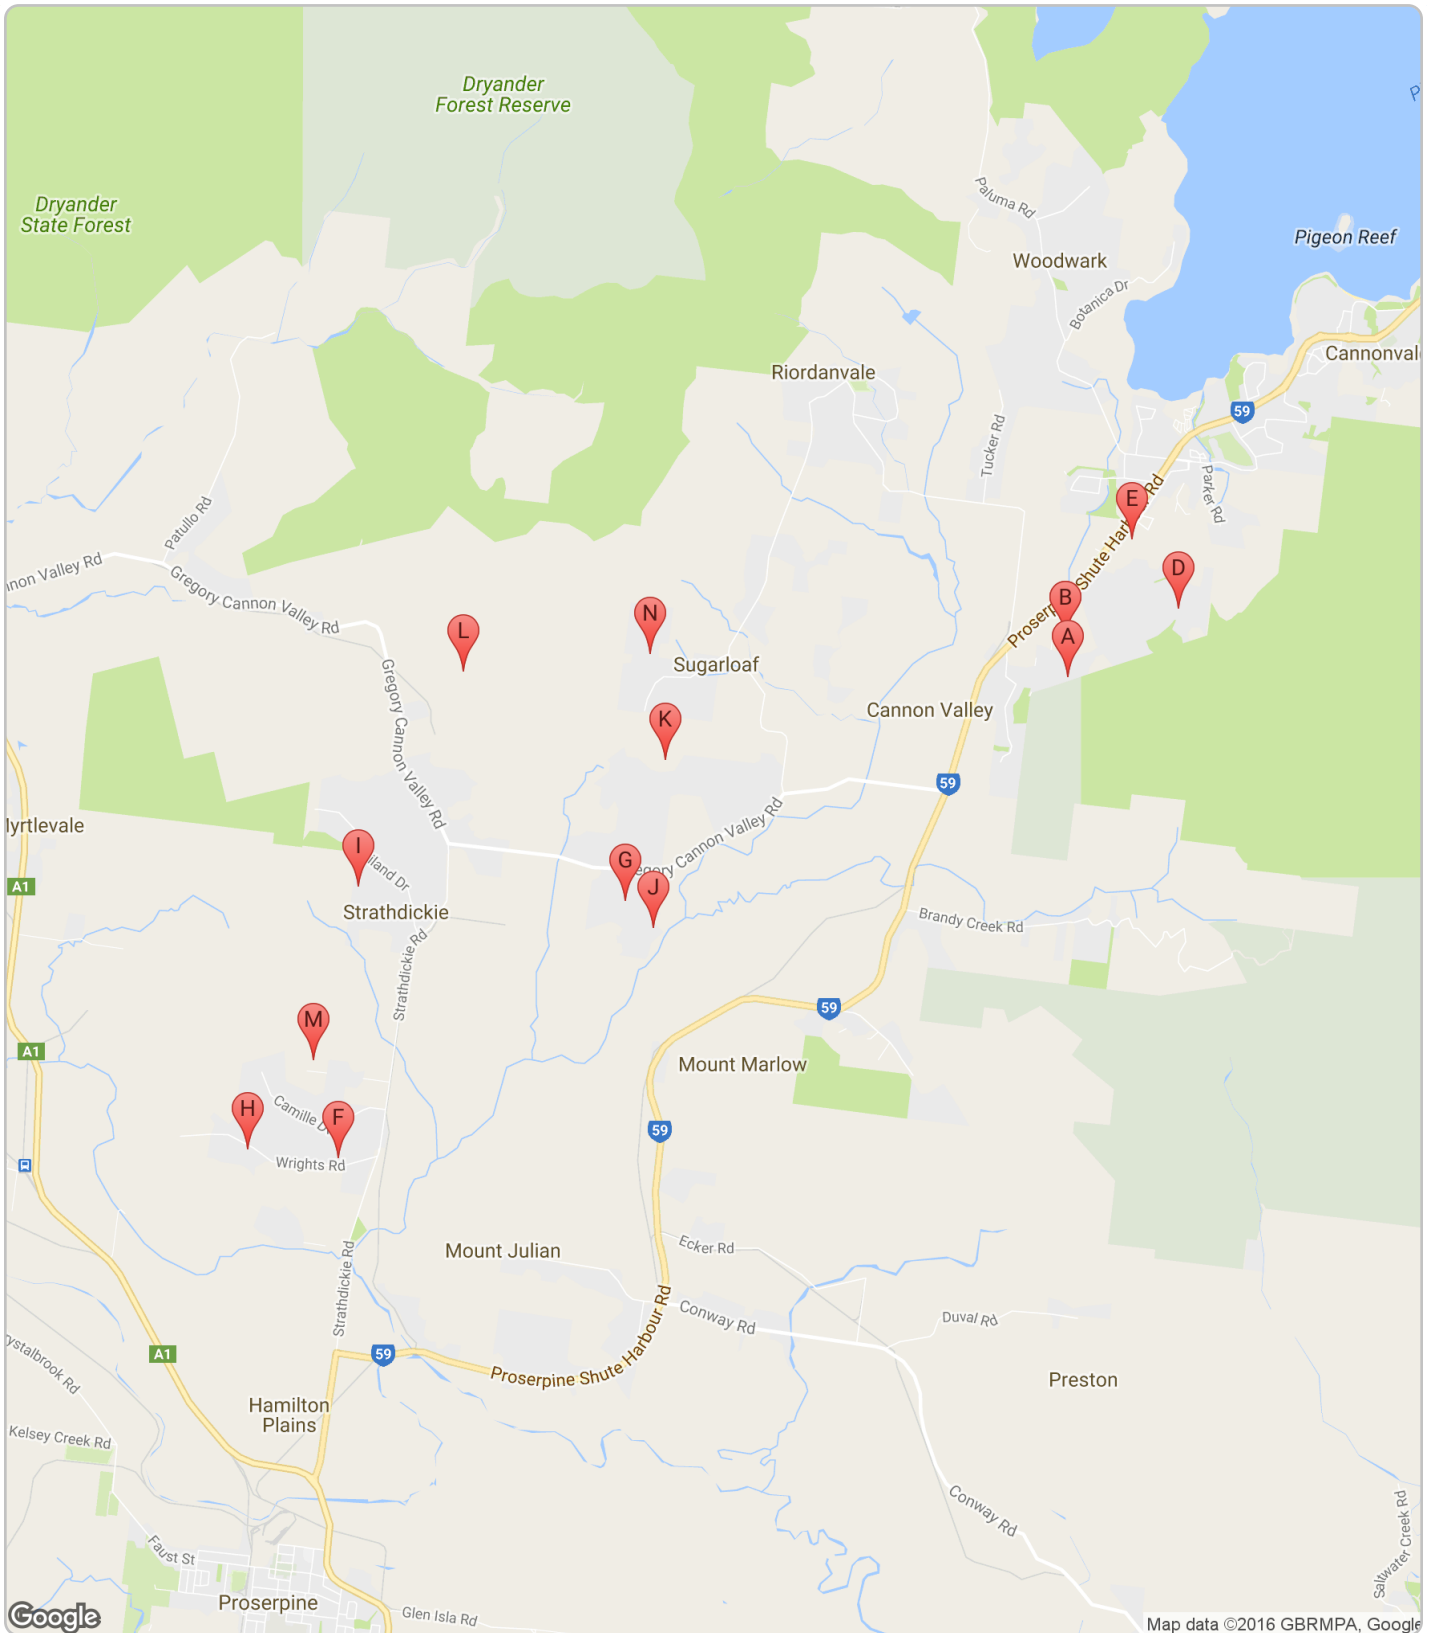 Dryander
Forest Reserve
Dryander
State Forest
Paluma Rd
Pigeon Reef
Woodwark
Botanica Dr
Cannonval
Riordanvale
59
Tucker Rd
Parker Rd
E
Patullo Rd
nnon Valley Rd
Gregory Cannon Valley Rd
D
B
A
N
L
Sugarloaf
Gregory Cannon Valley Rd
K
Cannon Valley
59
lyrtlevale
I
iland Dr
G
egory Cannon Valley Rd
J
A1
Strathdickie
Brandy Creek Rd
Strathdickie Rd
59
M
A1
Mount Marlow
H
Camille D
F
59
Wrights Rd
Mount Julian
Ecker Rd
Strathdickie Rd
Conway Rd
Duval Rd
A1
59
Proserpine Shute Harbour Rd
rystalbrook Rd
Preston
Hamilton
Plains
Kelsey Creek Rd
Conway Rd
Saltwater Creek Rd
Faust St
Proserpine
Glen Isla Rd
Google
Map data ©2016 GBRMPA, Google